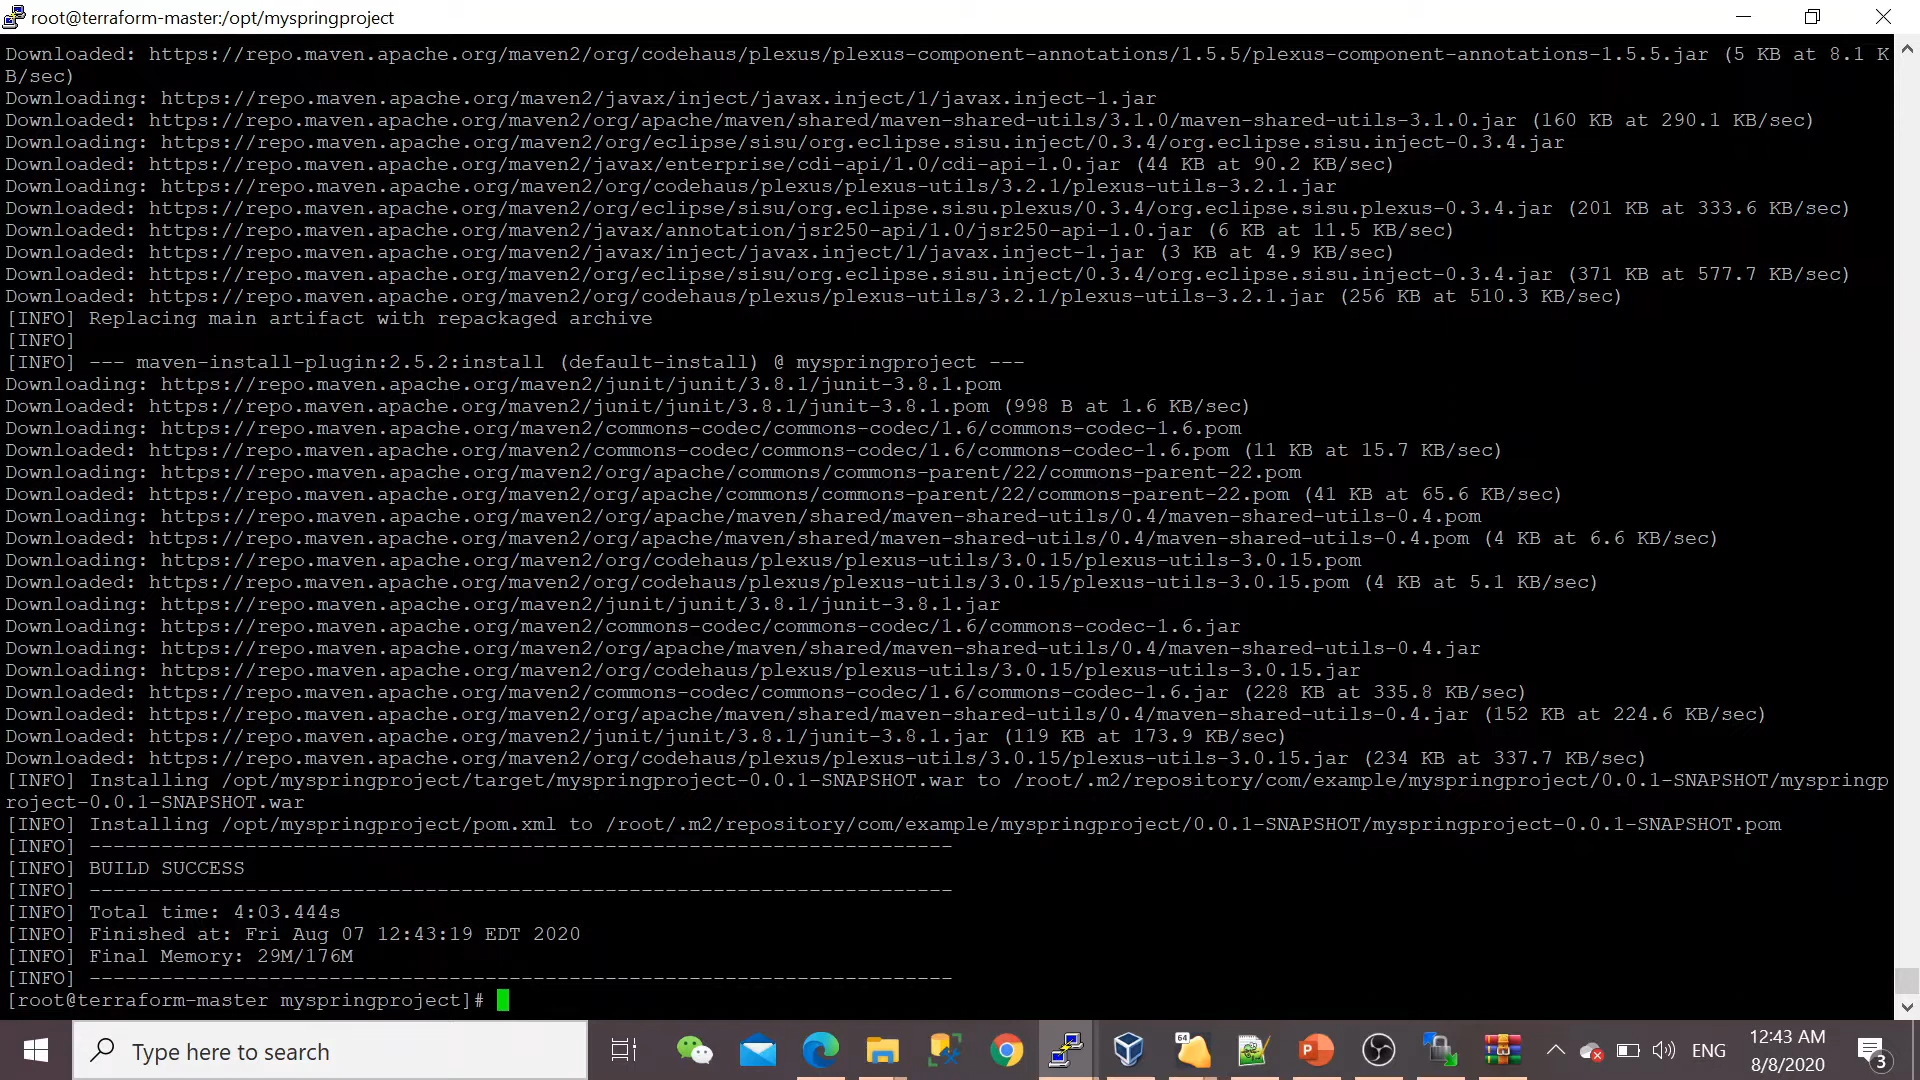 root@terraform-master:/opt/myspringproject
Downloaded: https://repo.maven.apache.org/maven2/org/codehaus/plexus/plexus-component-annotations/1.5.5/plexus-component-annotations-1.5.5.jar (5 KB at 8.1 K
B/sec)
Downloading: https://repo.maven.apache.org/maven2/javax/inject/javax.inject/1/javax.inject-1.jar
Downloaded: https://repo.maven.apache.org/maven2/org/apache/maven/shared/maven-shared-utils/3.1.0/maven-shared-utils-3.1.0.jar (160 KB at 290.1 KB/sec)
Downloading: https://repo.maven.apache.org/maven2/org/eclipse/sisu/org.eclipse.sisu.inject/0.3.4/org.eclipse.sisu.inject-0.3.4.jar
Downloaded: https://repo.maven.apache.org/maven2/javax/enterprise/cdi-api/1.0/cdi-api-1.0.jar (44 KB at 90.2 KB/sec)
Downloading: https://repo.maven.apache.org/maven2/org/codehaus/plexus/plexus-utils/3.2.1/plexus-utils-3.2.1.jar
Downloaded: https://repo.maven.apache.org/maven2/org/eclipse/sisu/org.eclipse.sisu.plexus/0.3.4/org.eclipse.sisu.plexus-0.3.4.jar (201 KB at 333.6 KB/sec)
Downloaded: https://repo.maven.apache.org/maven2/javax/annotation/jsr250-api/1.0/jsr250-api-1.0.jar (6 KB at 11.5 KB/sec)
Downloaded: https://repo.maven.apache.org/maven2/javax/inject/javax.inject/1/javax.inject-1.jar (3 KB at 4.9 KB/sec)
Downloaded: https://repo.maven.apache.org/maven2/org/eclipse/sisu/org.eclipse.sisu.inject/0.3.4/org.eclipse.sisu.inject-0.3.4.jar (371 KB at 577.7 KB/sec)
Downloaded: https://repo.maven.apache.org/maven2/org/codehaus/plexus/plexus-utils/3.2.1/plexus-utils-3.2.1.jar (256 KB at 510.3 KB/sec)
[INFO] Replacing main artifact with repackaged archive
[INFO]
[INFO] --- maven-install-plugin:2.5.2:install (default-install) @ myspringproject ---
Downloading: https://repo.maven.apache.org/maven2/junit/junit/3.8.1/junit-3.8.1.pom
Downloaded: https://repo.maven.apache.org/maven2/junit/junit/3.8.1/junit-3.8.1.pom (998 B at 1.6 KB/sec)
Downloading: https://repo.maven.apache.org/maven2/commons-codec/commons-codec/1.6/commons-codec-1.6.pom
Downloaded: https://repo.maven.apache.org/maven2/commons-codec/commons-codec/1.6/commons-codec-1.6.pom (11 KB at 15.7 KB/sec)
Downloading: https://repo.maven.apache.org/maven2/org/apache/commons/commons-parent/22/commons-parent-22.pom
Downloaded: https://repo.maven.apache.org/maven2/org/apache/commons/commons-parent/22/commons-parent-22.pom (41 KB at 65.6 KB/sec)
Downloading: https://repo.maven.apache.org/maven2/org/apache/maven/shared/maven-shared-utils/0.4/maven-shared-utils-0.4.pom
Downloaded: https://repo.maven.apache.org/maven2/org/apache/maven/shared/maven-shared-utils/0.4/maven-shared-utils-0.4.pom (4 KB at 6.6 KB/sec)
Downloading: https://repo.maven.apache.org/maven2/org/codehaus/plexus/plexus-utils/3.0.15/plexus-utils-3.0.15.pom
Downloaded: https://repo.maven.apache.org/maven2/org/codehaus/plexus/plexus-utils/3.0.15/plexus-utils-3.0.15.pom (4 KB at 5.1 KB/sec)
Downloading: https://repo.maven.apache.org/maven2/junit/junit/3.8.1/junit-3.8.1.jar
Downloading: https://repo.maven.apache.org/maven2/commons-codec/commons-codec/1.6/commons-codec-1.6.jar
Downloading: https://repo.maven.apache.org/maven2/org/apache/maven/shared/maven-shared-utils/0.4/maven-shared-utils-0.4.jar
Downloading: https://repo.maven.apache.org/maven2/org/codehaus/plexus/plexus-utils/3.0.15/plexus-utils-3.0.15.jar
Downloaded: https://repo.maven.apache.org/maven2/commons-codec/commons-codec/1.6/commons-codec-1.6.jar (228 KB at 335.8 KB/sec)
Downloaded: https://repo.maven.apache.org/maven2/org/apache/maven/shared/maven-shared-utils/0.4/maven-shared-utils-0.4.jar (152 KB at 224.6 KB/sec)
Downloaded: https://repo.maven.apache.org/maven2/junit/junit/3.8.1/junit-3.8.1.jar (119 KB at 173.9 KB/sec)
Downloaded: https://repo.maven.apache.org/maven2/org/codehaus/plexus/plexus-utils/3.0.15/plexus-utils-3.0.15.jar (234 KB at 337.7 KB/sec)
[INFO] Installing /opt/myspringproject/target/myspringproject-0.0.1-SNAPSHOT.war to /root/.m2/repository/com/example/myspringproject/0.0.1-SNAPSHOT/myspringp
roject-0.0.1-SNAPSHOT.war
[INFO] Installing /opt/myspringproject/pom.xml to /root/.m2/repository/com/example/myspringproject/0.0.1-SNAPSHOT/myspringproject-0.0.1-SNAPSHOT.pom
[INFO] ------------------------------------------------------------------------
[INFO] BUILD SUCCESS
[INFO] ------------------------------------------------------------------------
[INFO] Total time: 4:03.444s
[INFO] Finished at: Fri Aug 07 12:43:19 EDT 2020
[INFO] Final Memory: 29M/176M
[INFO] ------------------------------------------------------------------------
[root@terraform-master myspringproject]#
Type here to search
64
P
ENG
12:43 AM
8/8/2020
3